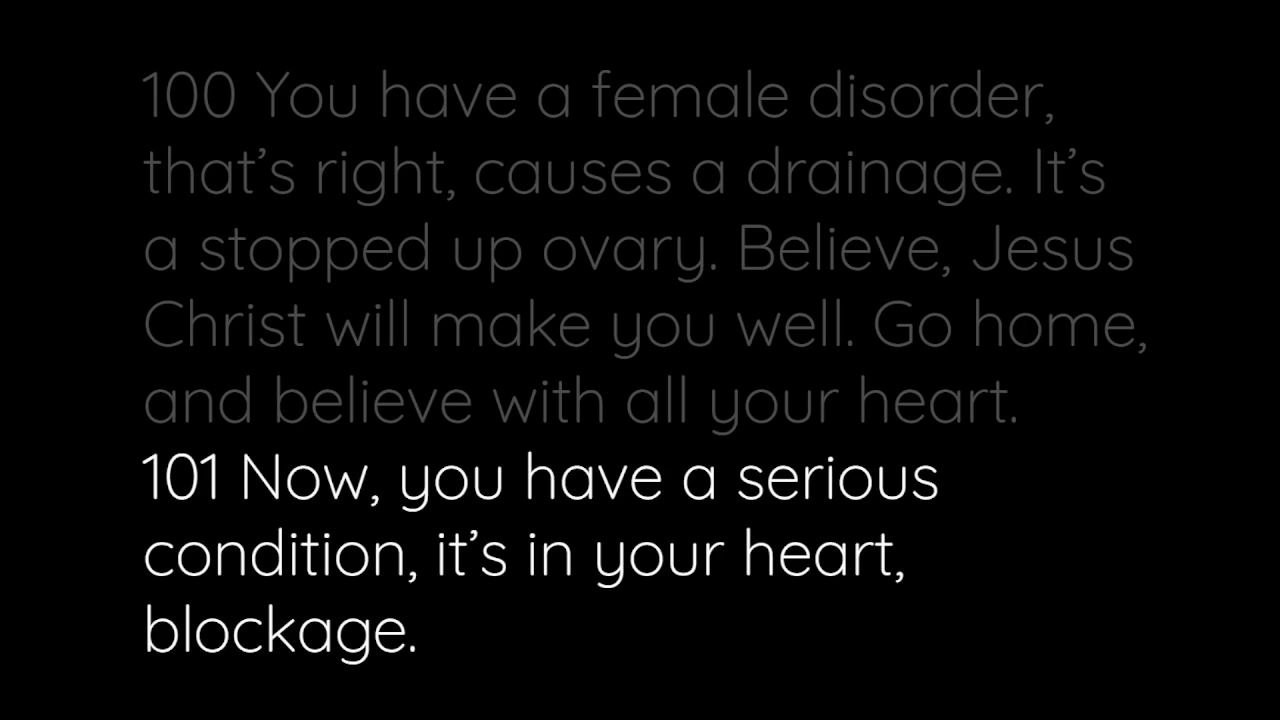 100 You have a female disorder,
that’s right, causes a drainage. It’s
a stopped up ovary. Believe, Jesus
Christ will make you well. Go home,
and believe with all your heart.
101 Now, you have a serious
condition, it’s in your heart,
blockage.